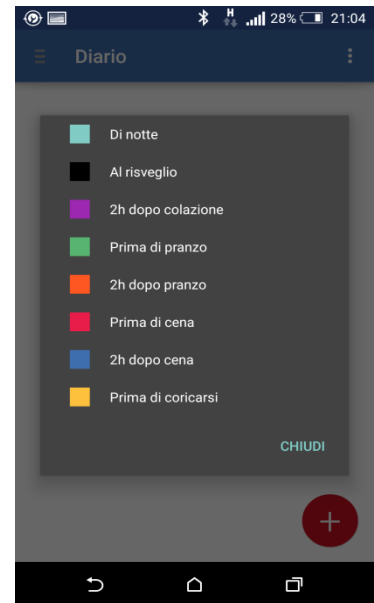 H 28% 21:04
Diario
Di notte
Al risveglio
2h dopo colazione
Prima di pranzo
2h dopo pranzo
Prima di cena
2h dopo cena
Prima di coricarsi
CHIUDI